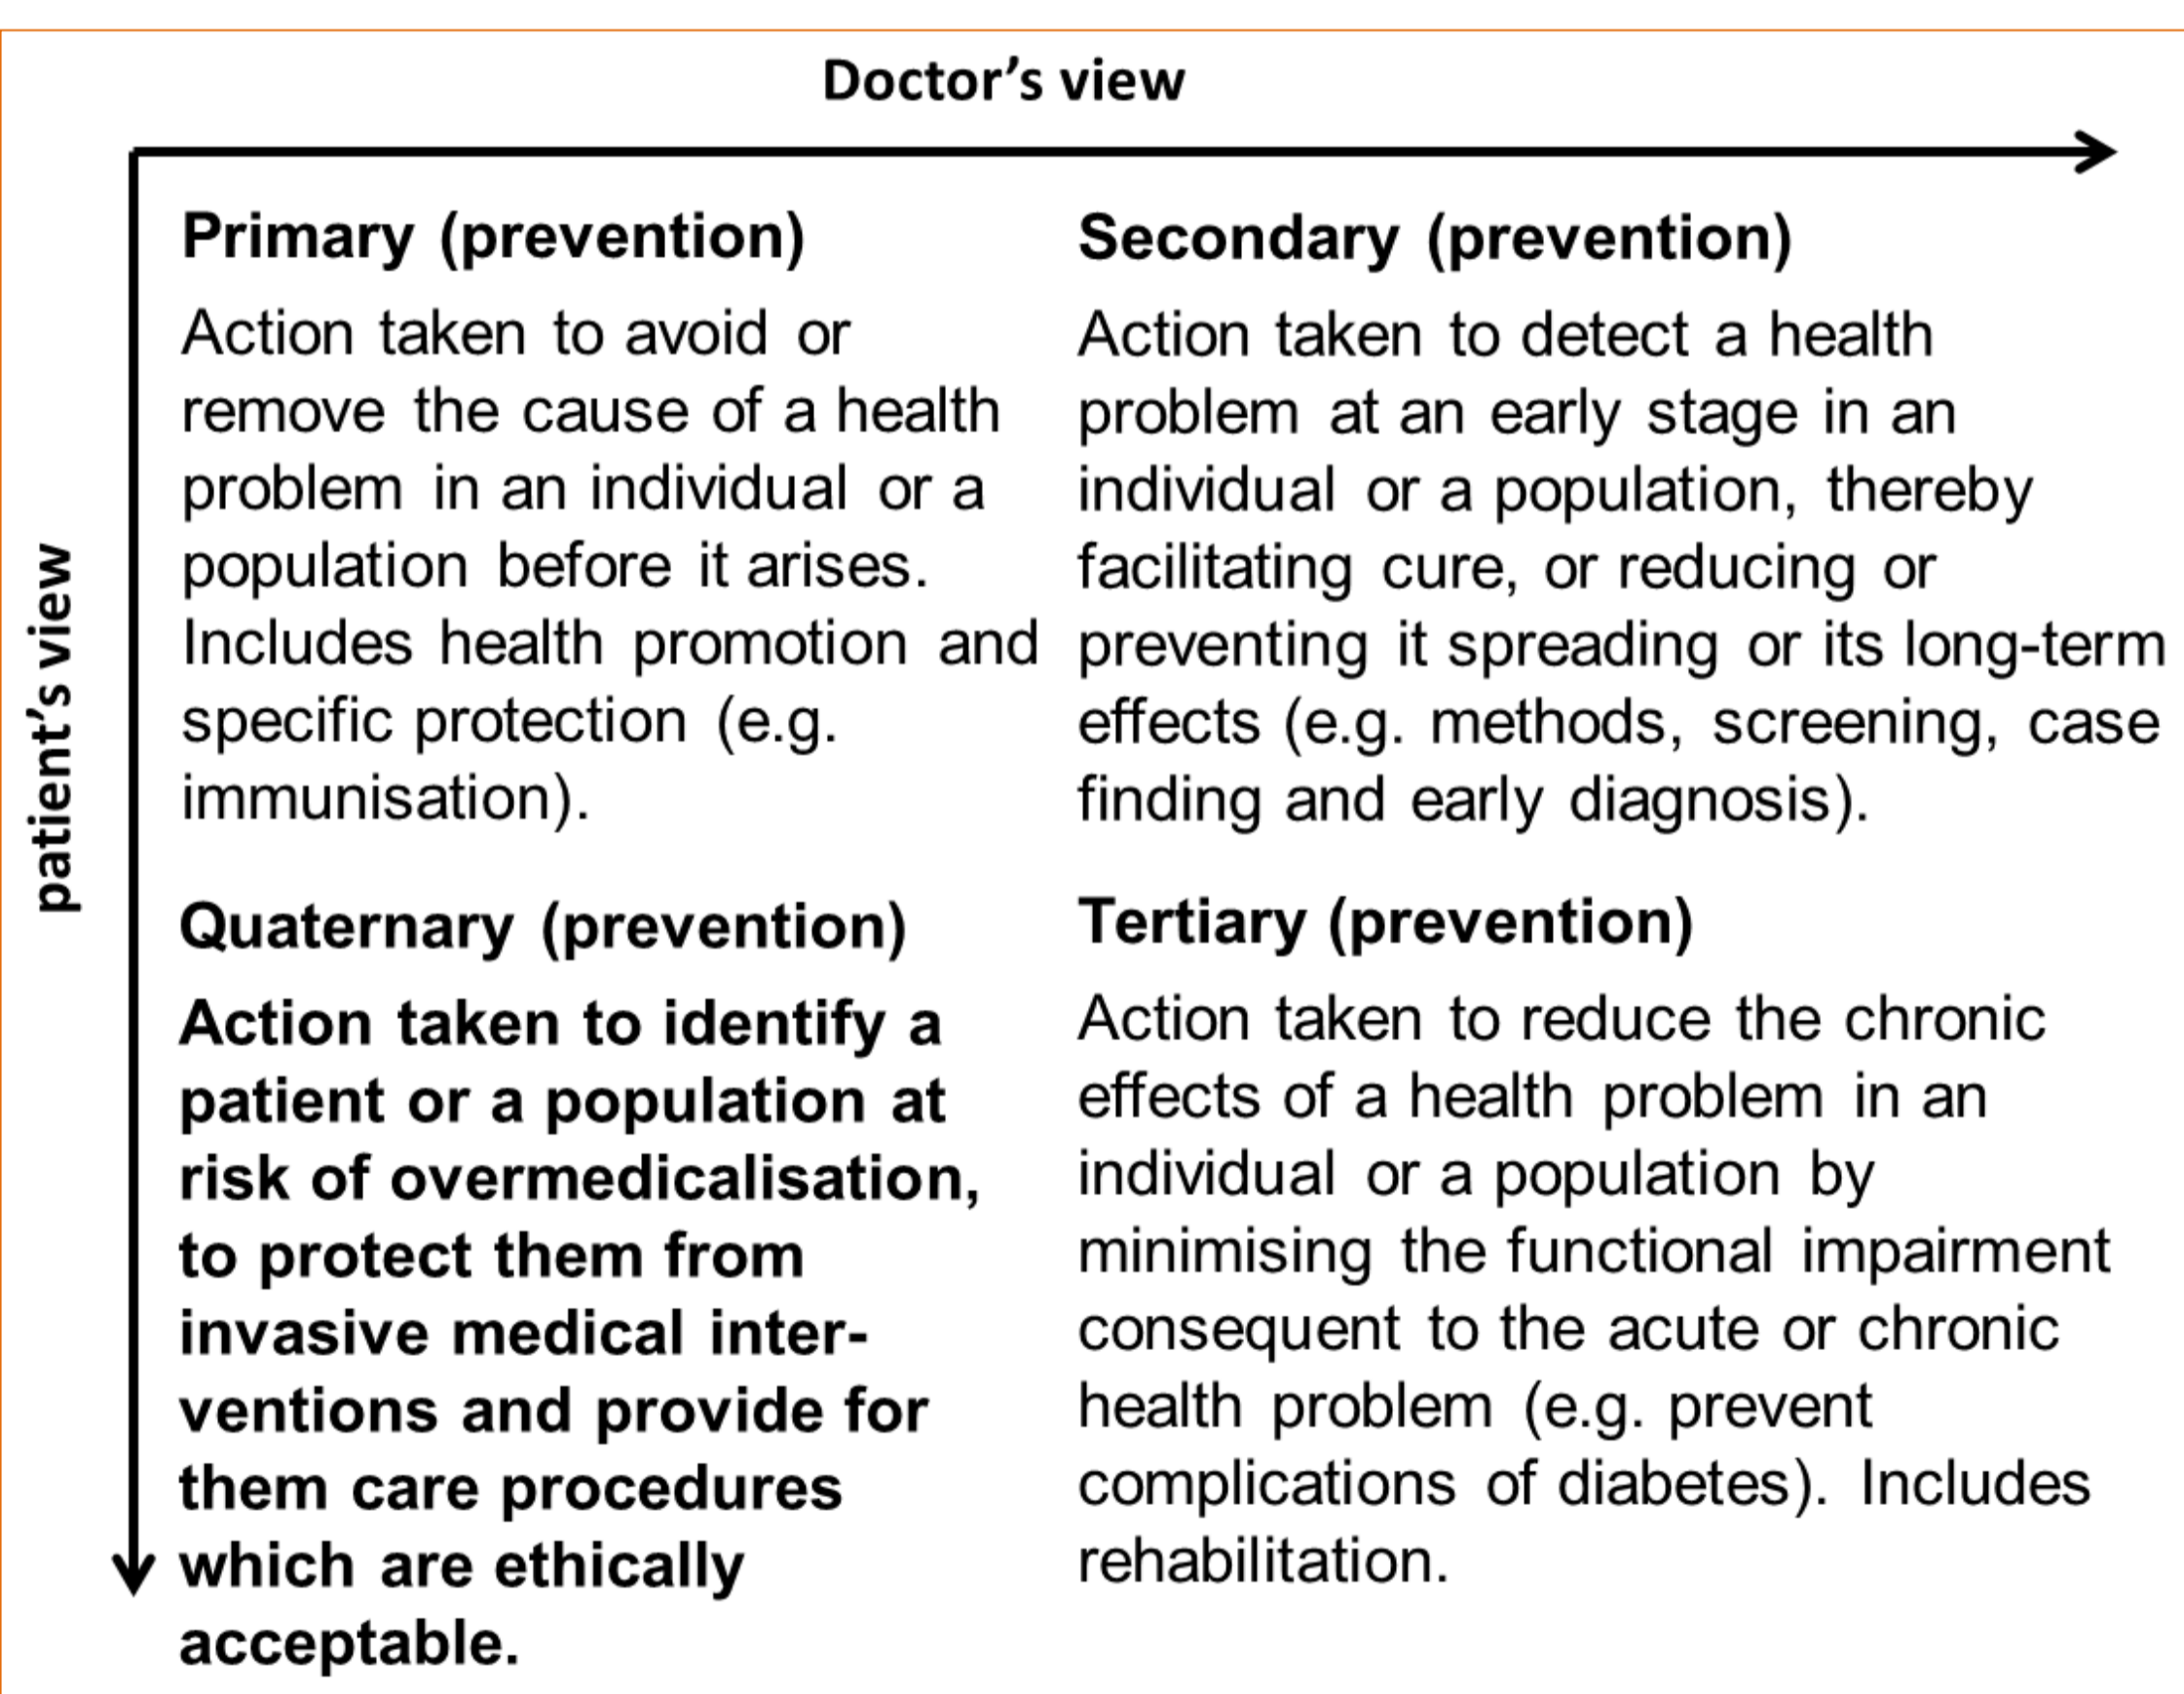 Doctor’s view
patient’s view
Primary (prevention)
Action taken to avoid or
remove the cause of a health
problem in an individual or a
population before it arises.
Includes health promotion and
specific protection (e.g.
immunisation).
Secondary (prevention)
Action taken to detect a health
problem at an early stage in an
individual or a population, thereby
facilitating cure, or reducing or
preventing it spreading or its long-term
effects (e.g. methods, screening, case
finding and early diagnosis).
Quaternary (prevention)
Action taken to identify a
patient or a population at
risk of overmedicalisation,
to protect them from
invasive medical inter-
ventions and provide for
them care procedures
which are ethically
acceptable.
Tertiary (prevention)
Action taken to reduce the chronic
effects of a health problem in an
individual or a population by
minimising the functional impairment
consequent to the acute or chronic
health problem (e.g. prevent
complications of diabetes). Includes
rehabilitation.